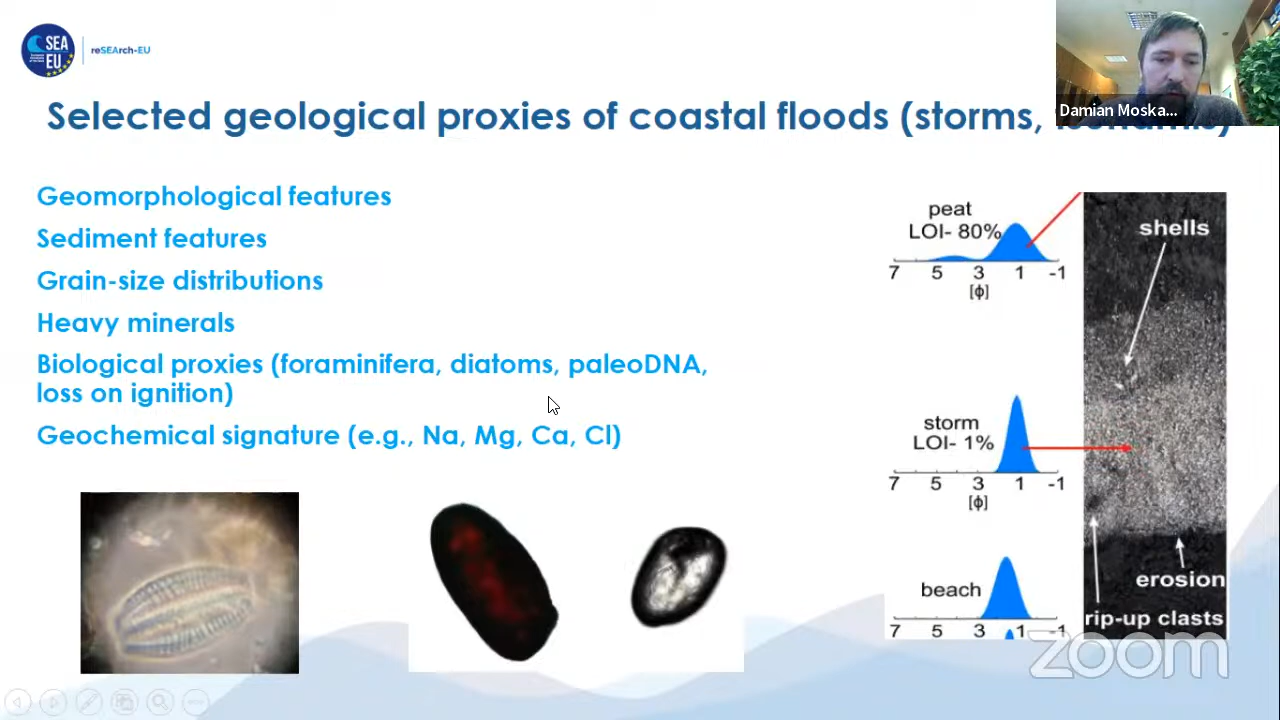 SEA
EU
reSEArch-EU
Selected geological proxies of coastal floods (storms,
Damian Moska...
Geomorphological features
Sediment features
Grain-size distributions
Heavy minerals
Biological proxies (foraminifera, diatoms, paleoDNA,
loss on ignition)
Geochemical signature (e.g., Na, Mg, Ca, Cl)
peat
LOI- 80%
7 5 3 1 -1
[ϕ]
shells
storm
LOI- 1%
7 5 3 1 -1
[ϕ]
beach
7 5 3 1 -1
erosion
rip-up clasts
zoom